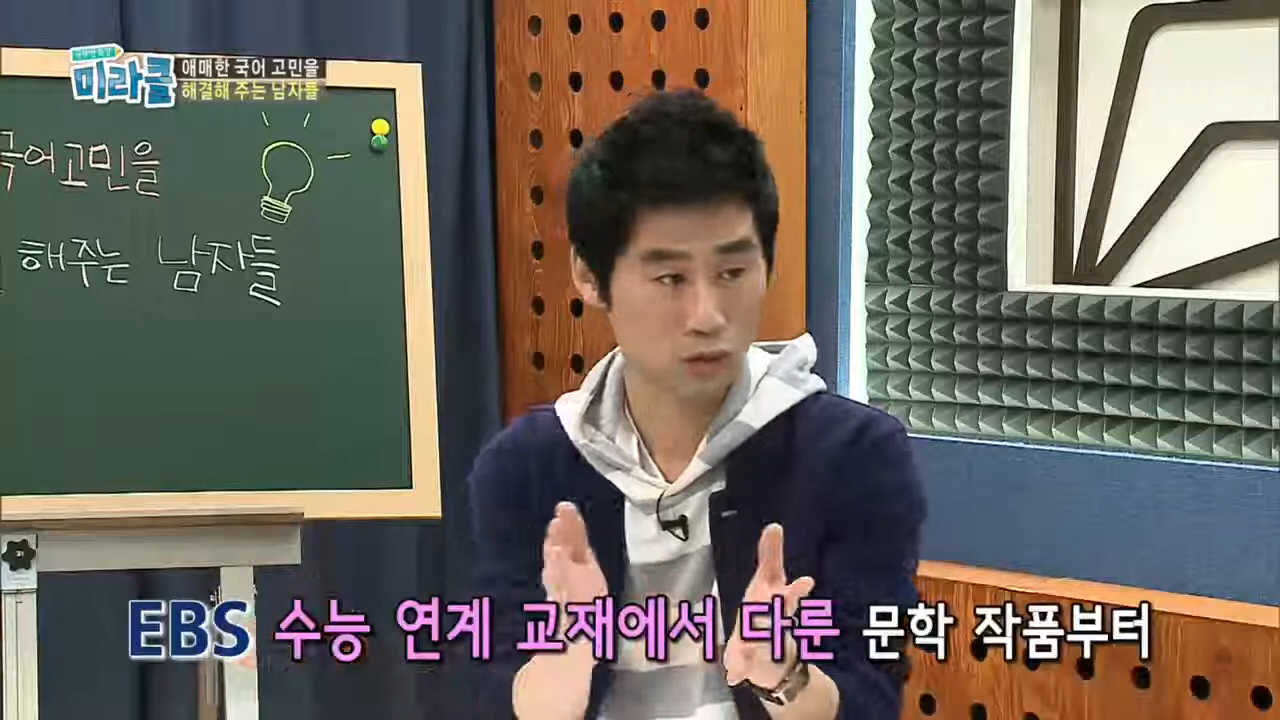 미라클
애매한 국어 고민을
해결해 주는 남자들
국어고민을
해주는 남자들
EBS 수능 연계 교재에서 다룬 문학 작품부터